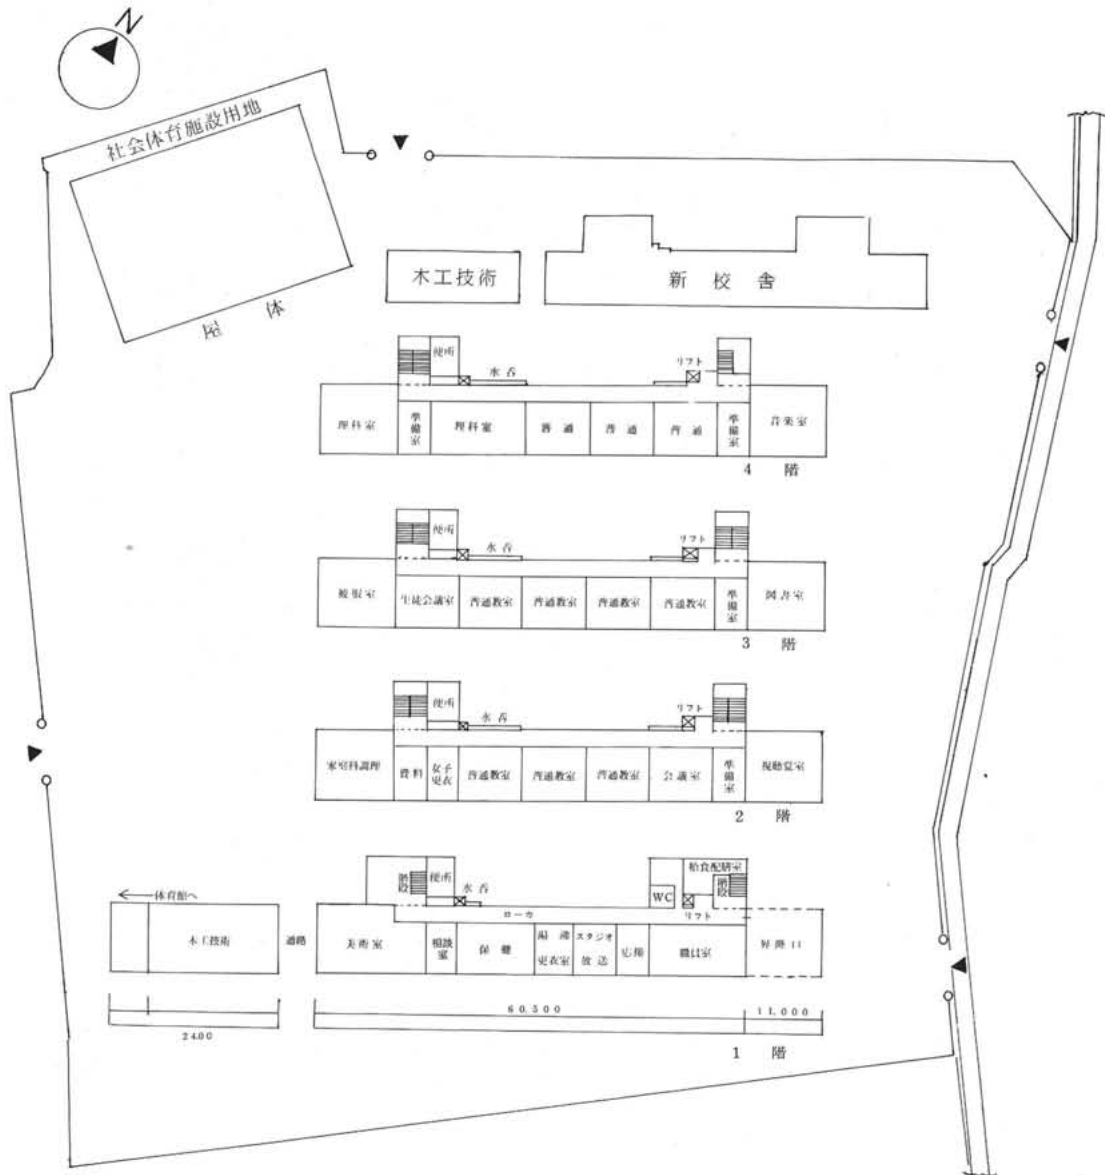 N
社会体育施設用地
屋体
木工技術
新校舎
便所
水呑
リフト
理科室
準備室
理科室
普通
普通
普通
準備室
音楽室
4階
便所
水呑
リフト
被服室
生徒会議室
普通教室
普通教室
普通教室
普通教室
準備室
図書室
3階
便所
水呑
リフト
家庭科調理
資料
女子更衣
普通教室
普通教室
普通教室
会議室
準備室
視聴覚室
2階
給食配膳室
階段
便所
水呑
WC
階段
リフト
体育館へ
ローカ
木工技術
通路
美術室
相談室
保健
湯沸
更衣室
スタジオ
放送
職員室
昇降口
60,500
11,000
2400
1階